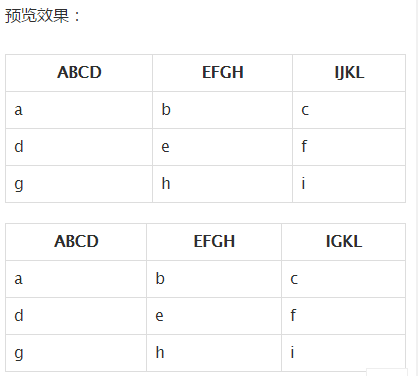 预览效果：
ABCD EFGH IJKL
a b c
d e f
g h i
ABCD EFGH IGKL
a b c
d e f
g h i